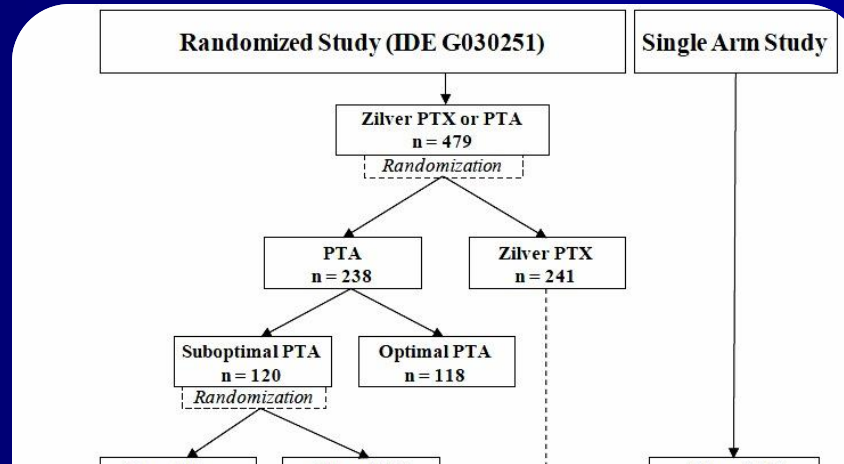 Randomized Study (IDE G030251)
Single Arm Study
Zilver PTX or PTA
n = 479
Randomization
PTA
n = 238
Zilver PTX
n = 241
Suboptimal PTA
n = 120
Randomization
Optimal PTA
n = 118